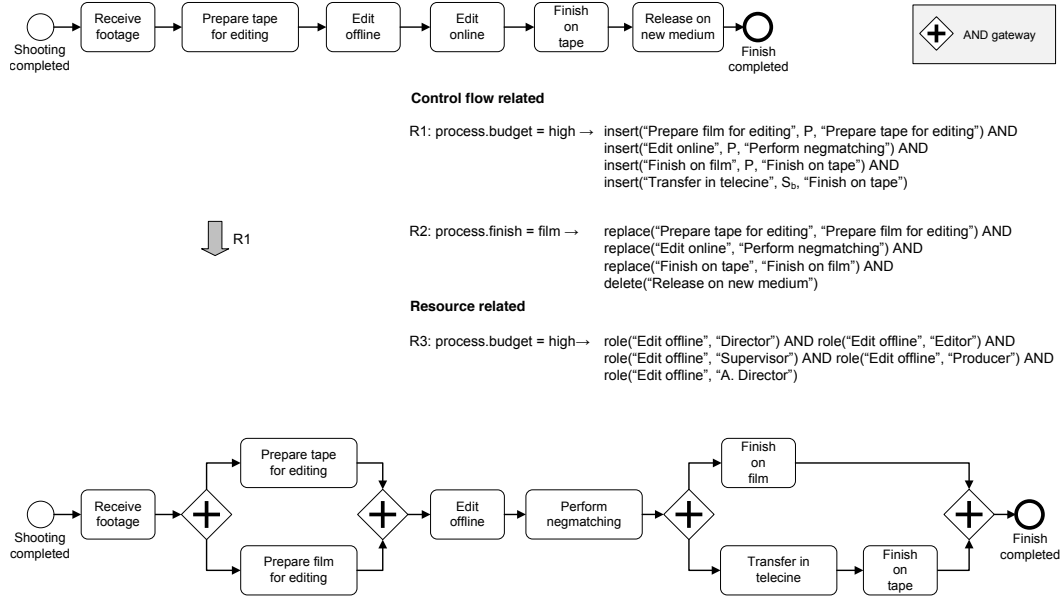 Shooting
completed
Receive
footage
Prepare tape
for editing
Edit
offline
Edit
online
Finish
on
tape
Release on
new medium
Finish
completed
AND gateway
Control flow related
R1: process.budget = high → insert(“Prepare film for editing”, P, “Prepare tape for editing”) AND
insert(“Edit online”, P, “Perform negmatching”) AND
insert(“Finish on film”, P, “Finish on tape”) AND
insert(“Transfer in telecine”, Sb, “Finish on tape”)
R1
R2: process.finish = film → replace(“Prepare tape for editing”, “Prepare film for editing”) AND
replace(“Edit online”, “Perform negmatching”) AND
replace(“Finish on tape”, “Finish on film”) AND
delete(“Release on new medium”)
Resource related
R3: process.budget = high→ role(“Edit offline”, “Director”) AND role(“Edit offline”, “Editor”) AND
role(“Edit offline”, “Supervisor”) AND role(“Edit offline”, “Producer”) AND
role(“Edit offline”, “A. Director”)
Shooting
completed
Receive
footage
Prepare tape
for editing
Prepare film
for editing
Edit
offline
Perform
negmatching
Finish
on
film
Transfer in
telecine
Finish
on
tape
Finish
completed